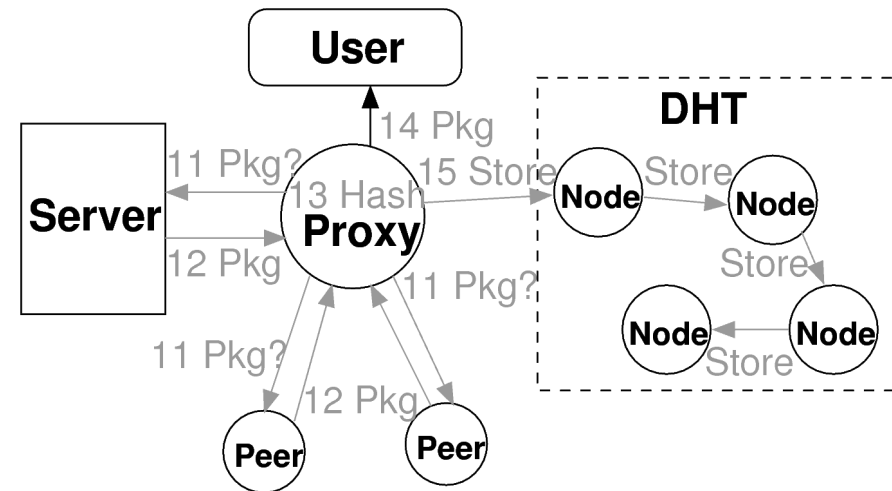 User
DHT
14 Pkg
11 Pkg?
15 Store
Store
13 Hash
Node
Node
Server
Proxy
12 Pkg
Store
11 Pkg?
Node
Node
11 Pkg?
Store
12 Pkg
Peer
Peer